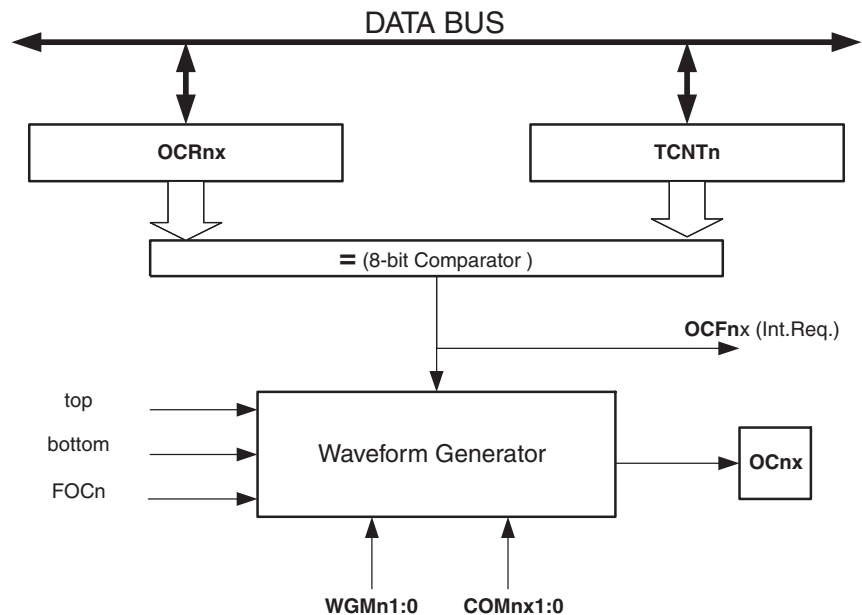 DATA BUS
OCRnx
TCNTn
= (8-bit Comparator )
OCFnx (Int.Req.)
top
bottom
FOCn
Waveform Generator
OCnx
WGMn1:0
COMnx1:0